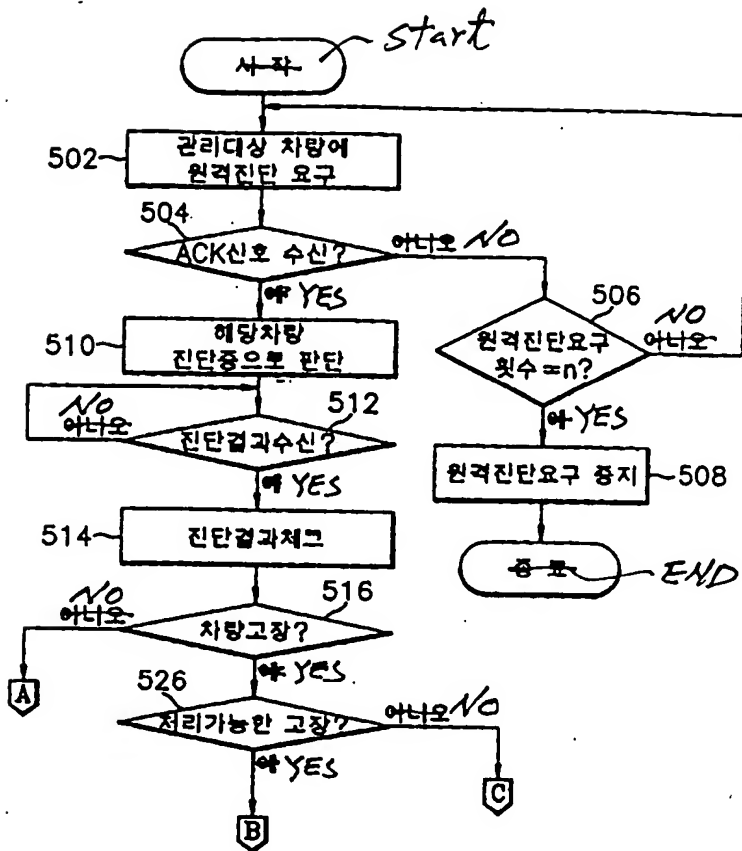 start
시작
502
관리대상 차량에
원격진단 요구
504
ACK신호 수신?
아니오 NO
예 YES
506
510
해당차량
진단중으로 판단
원격진단요구
횟수=n?
NO
아니오
NO
아니오
512
진단결과수신?
예 YES
예 YES
원격진단요구 중지
508
514
진단결과체크
종료
END
NO
아니오
516
차량고장?
예 YES
A
526
처리가능한 고장?
아니오 NO
예 YES
C
B